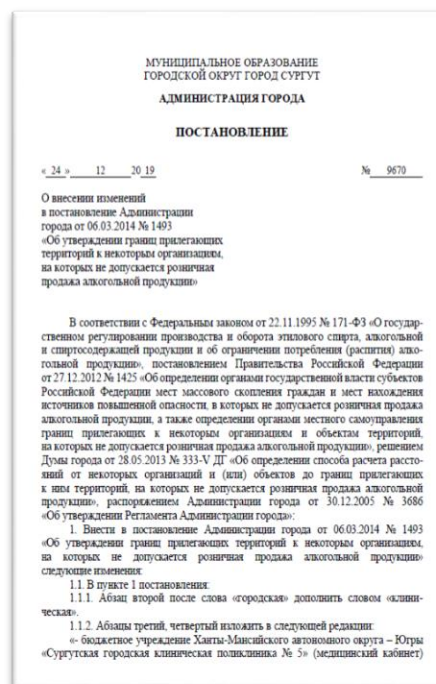 МУНИЦИПАЛЬНОЕ ОБРАЗОВАНИЕ
ГОРОДСКОЙ ОКРУГ ГОРОД СУРГУТ
АДМИНИСТРАЦИЯ ГОРОДА
ПОСТАНОВЛЕНИЕ
« 24 » 12 20 19 № 9670
О внесении изменений
в постановление Администрации
города от 06.03.2014 № 1493
«Об утверждении границ прилегающих
территорий к некоторым организациям,
на которых не допускается розничная
продажа алкогольной продукции»
В соответствии с Федеральным законом от 22.11.1995 № 171-ФЗ «О государ-
ственном регулировании производства и оборота этилового спирта, алкогольной
и спиртосодержащей продукции и об ограничении потребления (распития) алко-
гольной продукции», постановлением Правительства Российской Федерации
от 27.12.2012 № 1425 «Об определении органами государственной власти субъектов
Российской Федерации мест массового скопления граждан и мест нахождения
источников повышенной опасности, в которых не допускается розничная продажа
алкогольной продукции, а также определении органами местного самоуправления
границ прилегающих к некоторым организациям и объектам территорий,
на которых не допускается розничная продажа алкогольной продукции», решением
Думы города от 28.05.2013 № 333-V ДГ «Об определении способа расчета рассто-
яний от некоторых организаций и (или) объектов до границ прилегающих
к ним территорий, на которых не допускается розничная продажа алкогольной
продукции», распоряжением Администрации города от 30.12.2005 № 3686
«Об утверждении Регламента Администрации города»:
1. Внести в постановление Администрации города от 06.03.2014 № 1493
«Об утверждении границ прилегающих территорий к некоторым организациям,
на которых не допускается розничная продажа алкогольной продукции»
следующие изменения:
1.1. В пункте 1 постановления:
1.1.1. Абзац второй после слова «городская» дополнить словом «клини-
ческая».
1.1.2. Абзацы третий, четвертый изложить в следующей редакции:
«- бюджетное учреждение Ханты-Мансийского автономного округа – Югры
«Сургутская городская клиническая поликлиника № 5» (медицинский кабинет)